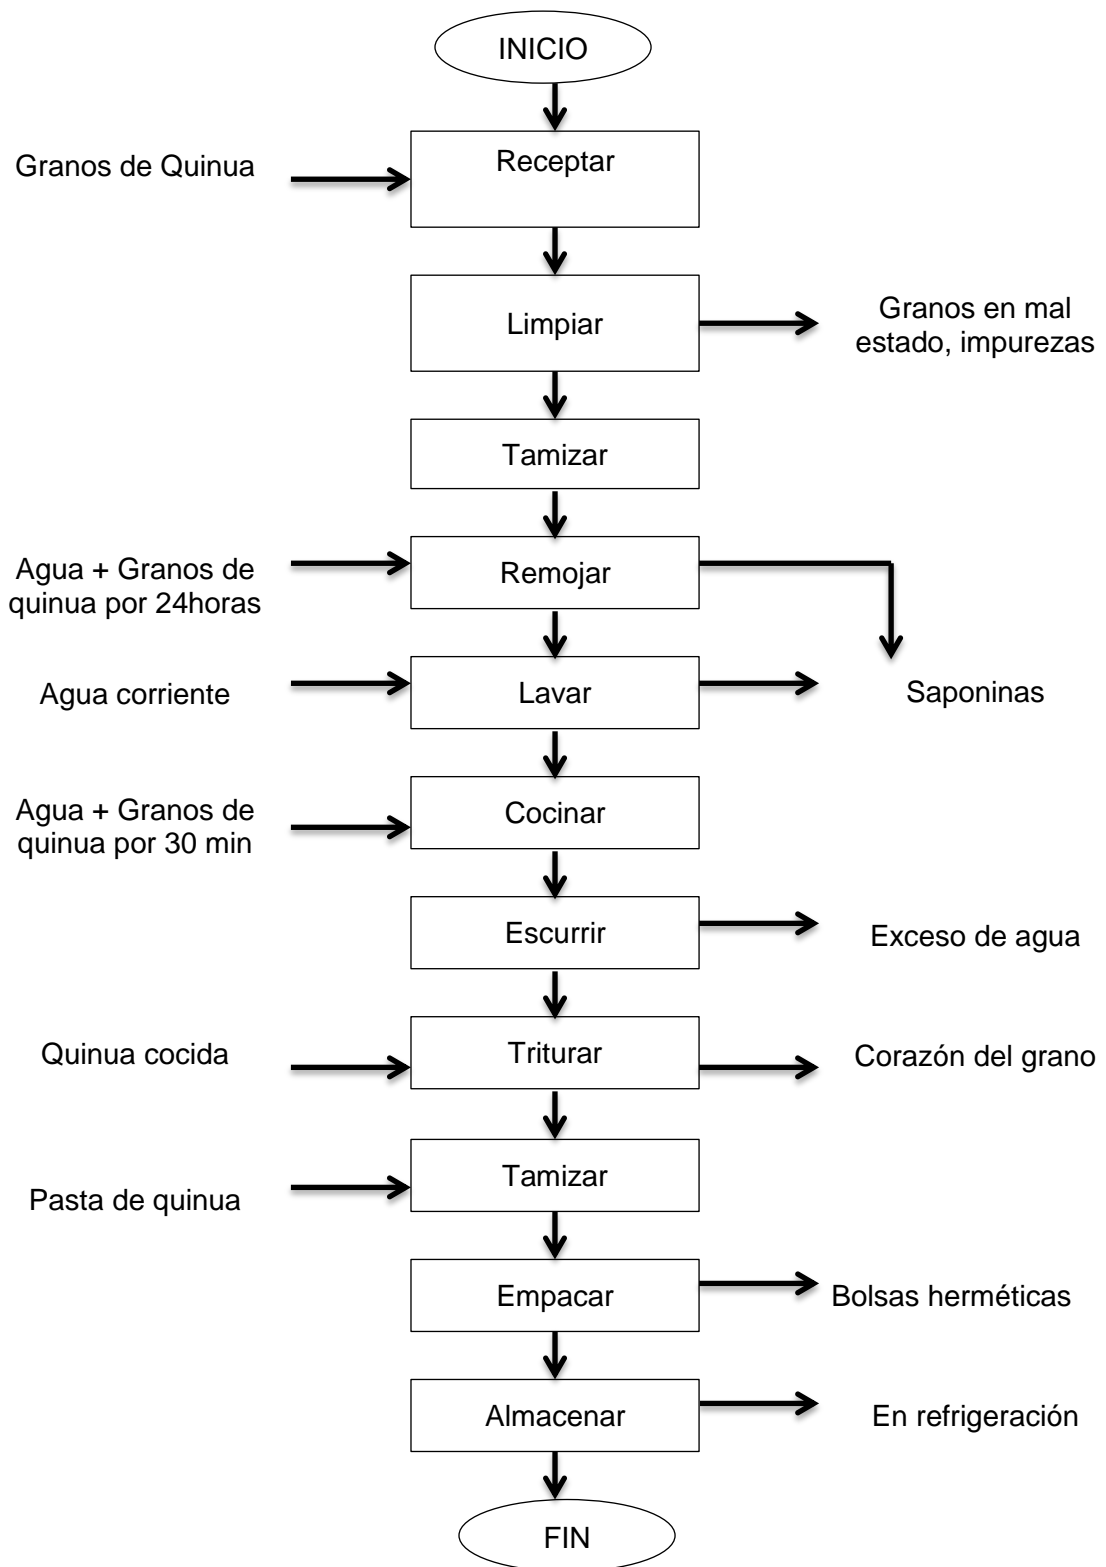 INICIO
Granos de Quinua
Receptar
Limpiar
Granos en mal
estado, impurezas
Tamizar
Agua + Granos de
quinua por 24horas
Remojar
Agua corriente
Lavar
Saponinas
Agua + Granos de
quinua por 30 min
Cocinar
Escurrir
Exceso de agua
Quinua cocida
Triturar
Corazón del grano
Pasta de quinua
Tamizar
Empacar
Bolsas herméticas
Almacenar
En refrigeración
FIN